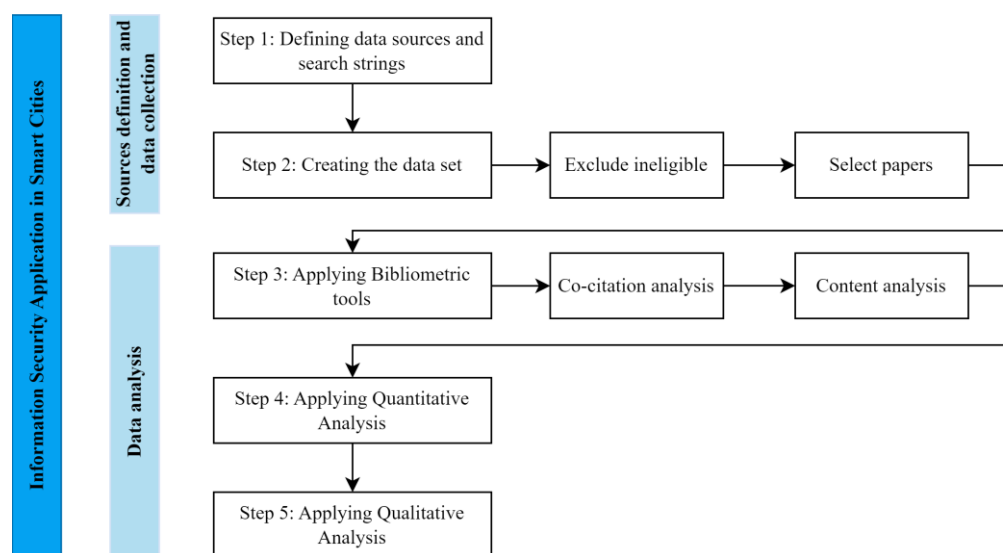 Information Security Application in Smart Cities
Sources definition and
data collection
Step 1: Defining data sources and
search strings
Step 2: Creating the data set
Exclude ineligible
Select papers
Data analysis
Step 3: Applying Bibliometric
tools
Co-citation analysis
Content analysis
Step 4: Applying Quantitative
Analysis
Step 5: Applying Qualitative
Analysis